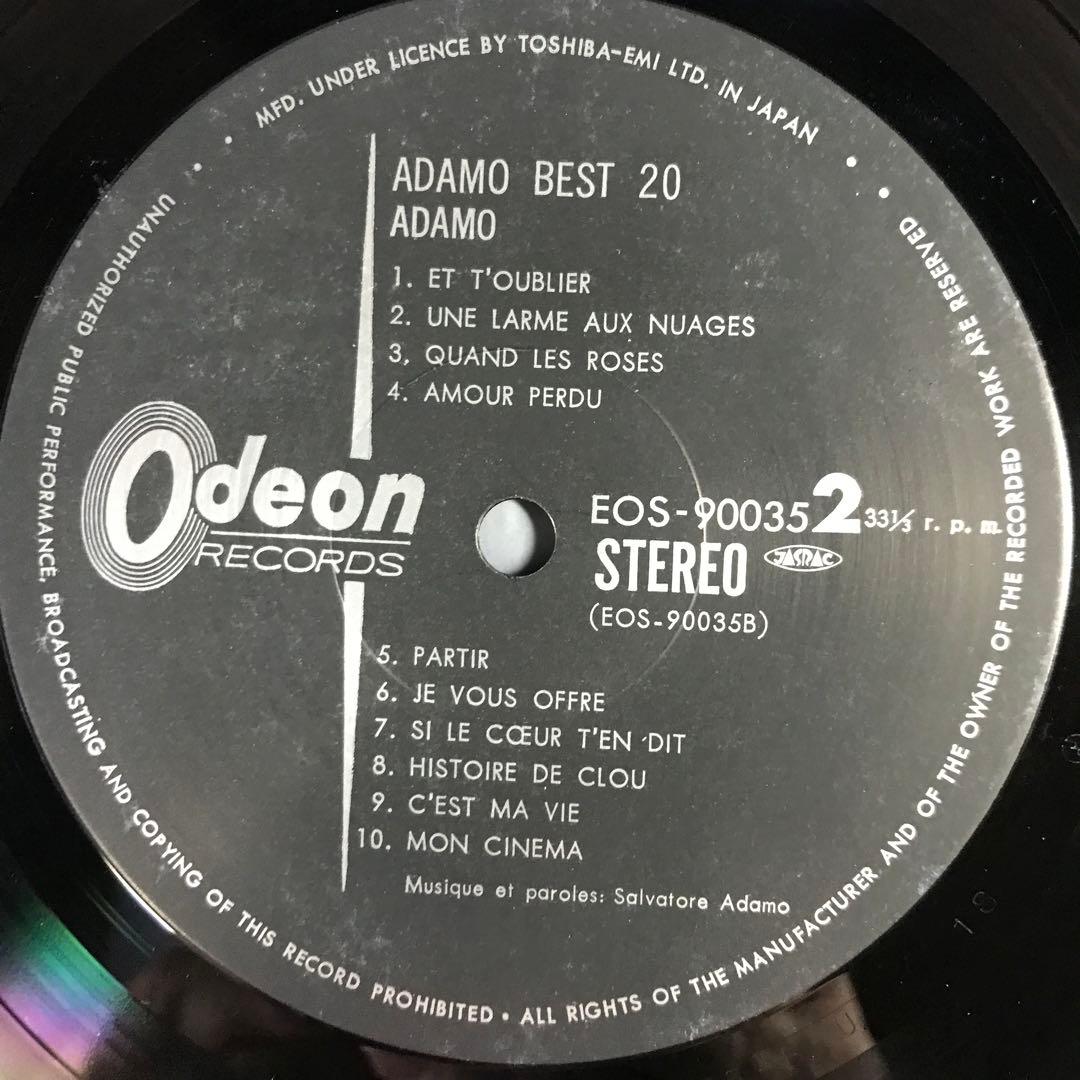 MFD. UNDER LICENCE BY TOSHIBA-EMI LTD. IN JAPAN
ADAMO BEST 20
ADAMO
1. ET T'OUBLIER
2. UNE LARME AUX NUAGES
3. QUAND LES ROSES
4. AMOUR PERDU
Odeon
RECORDS
EOS-90035 2 33⅓ r. p. m.
STEREO JASRAC
(EOS-90035B)
5. PARTIR
6. JE VOUS OFFRE
7. SI LE CŒUR T'EN DIT
8. HISTOIRE DE CLOU
9. C'EST MA VIE
10. MON CINEMA
Musique et paroles: Salvatore Adamo
UNAUTHORIZED PUBLIC PERFORMANCE, BROADCASTING AND COPYING OF THIS RECORD PROHIBITED • ALL RIGHTS OF THE MANUFACTURER AND OF THE OWNER OF THE RECORDED WORK ARE RESERVED